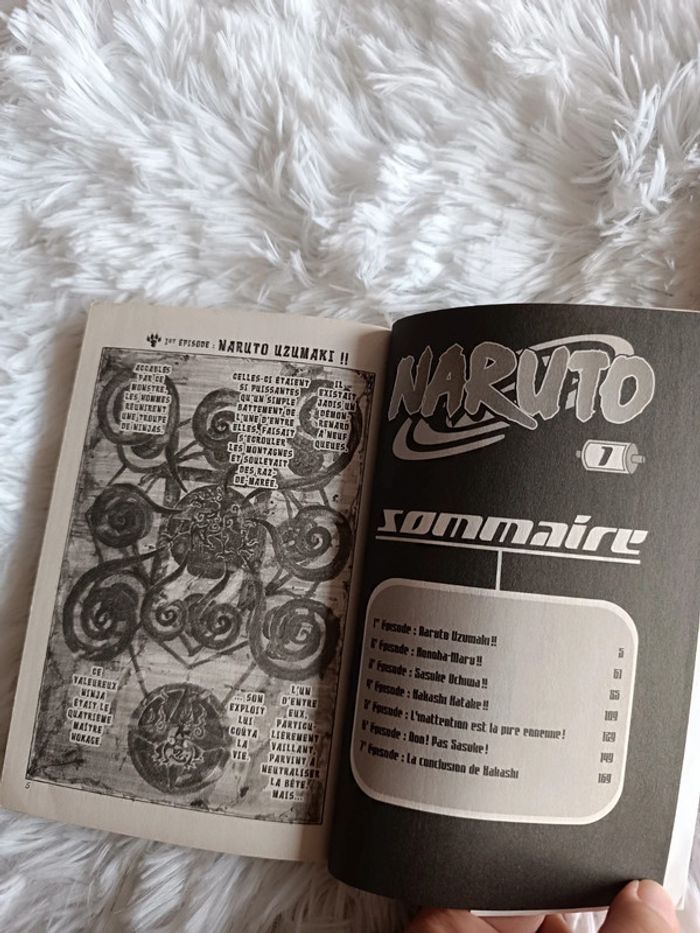 NARUTO
1
SOMMAIRE
1er Épisode : Naruto Uzumaki !! 5
2e Épisode : Konoha-Maru !! 61
3e Épisode : Sasuke Uchiwa !! 85
4e Épisode : Kakashi Hatake !! 109
5e Épisode : L'inattention est la pire ennemie ! 129
6e Épisode : Non ! Pas Sasuke ! 149
7e Épisode : La conclusion de Kakashi 169
1ER ÉPISODE : NARUTO UZUMAKI !!
IL
EXISTAIT
JADIS UN
DÉMON-
RENARD
À NEUF
QUEUES.
CELLES-CI ÉTAIENT
SI PUISSANTES
QU'UN SIMPLE
BATTEMENT DE
L'UNE D'ENTRE
ELLES FAISAIT
S'ÉCROULER
LES MONTAGNES
ET SOULEVAIT
DES RAZ-
DE-MARÉE.
ACCABLÉS
PAR CE
MONSTRE,
LES HOMMES
RÉUNIRENT
UNE TROUPE
DE NINJAS.
L'UN
D'ENTRE
EUX,
PARTICU-
LIÈREMENT
VAILLANT,
PARVINT À
NEUTRALISER
LA BÊTE,
MAIS...
... SON
EXPLOIT
LUI
COÛTA
LA VIE.
CE
VALEUREUX
NINJA
ÉTAIT LE
QUATRIÈME
MAÎTRE
HOKAGE
5